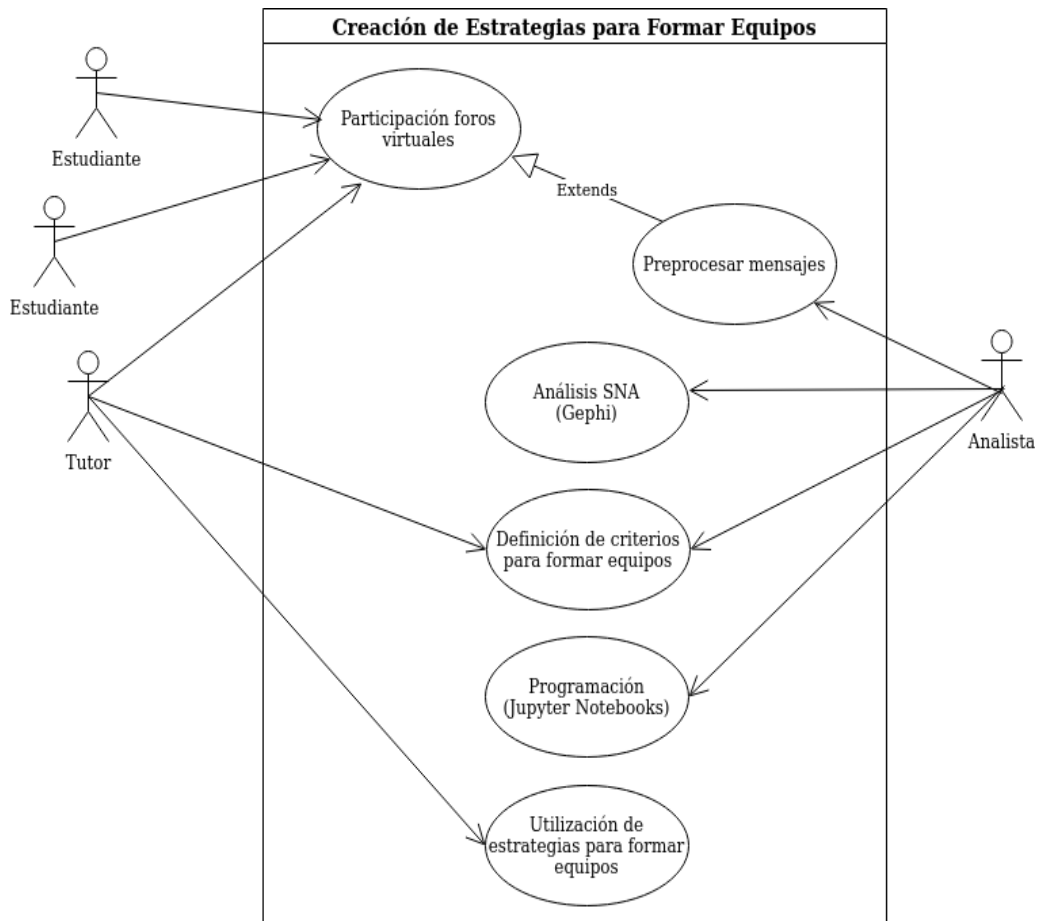 Creación de Estrategias para Formar Equipos
Estudiante
Participación foros
virtuales
Extends
Preprocesar mensajes
Estudiante
Tutor
Análisis SNA
(Gephi)
Analista
Definición de criterios
para formar equipos
Programación
(Jupyter Notebooks)
Utilización de
estrategias para formar
equipos